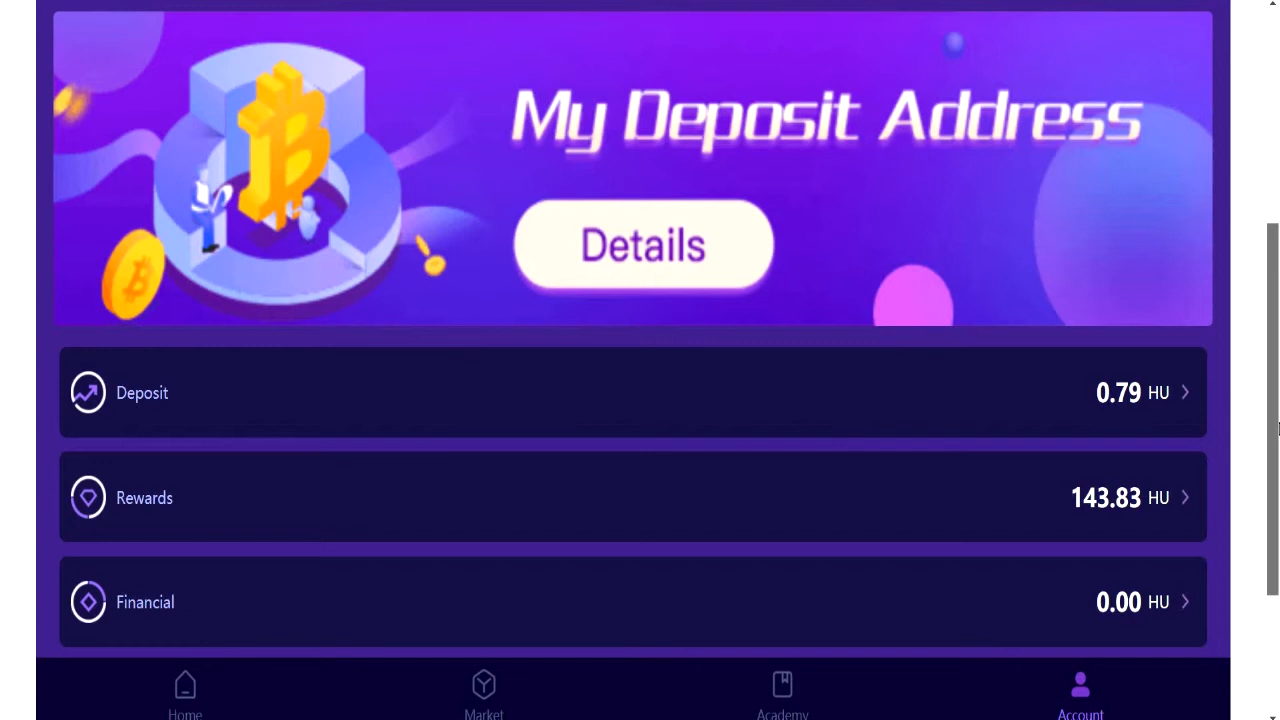 My Deposit Address
Details
Deposit 0.79 HU
Rewards 143.83 HU
Financial 0.00 HU
Home Market Academy Account